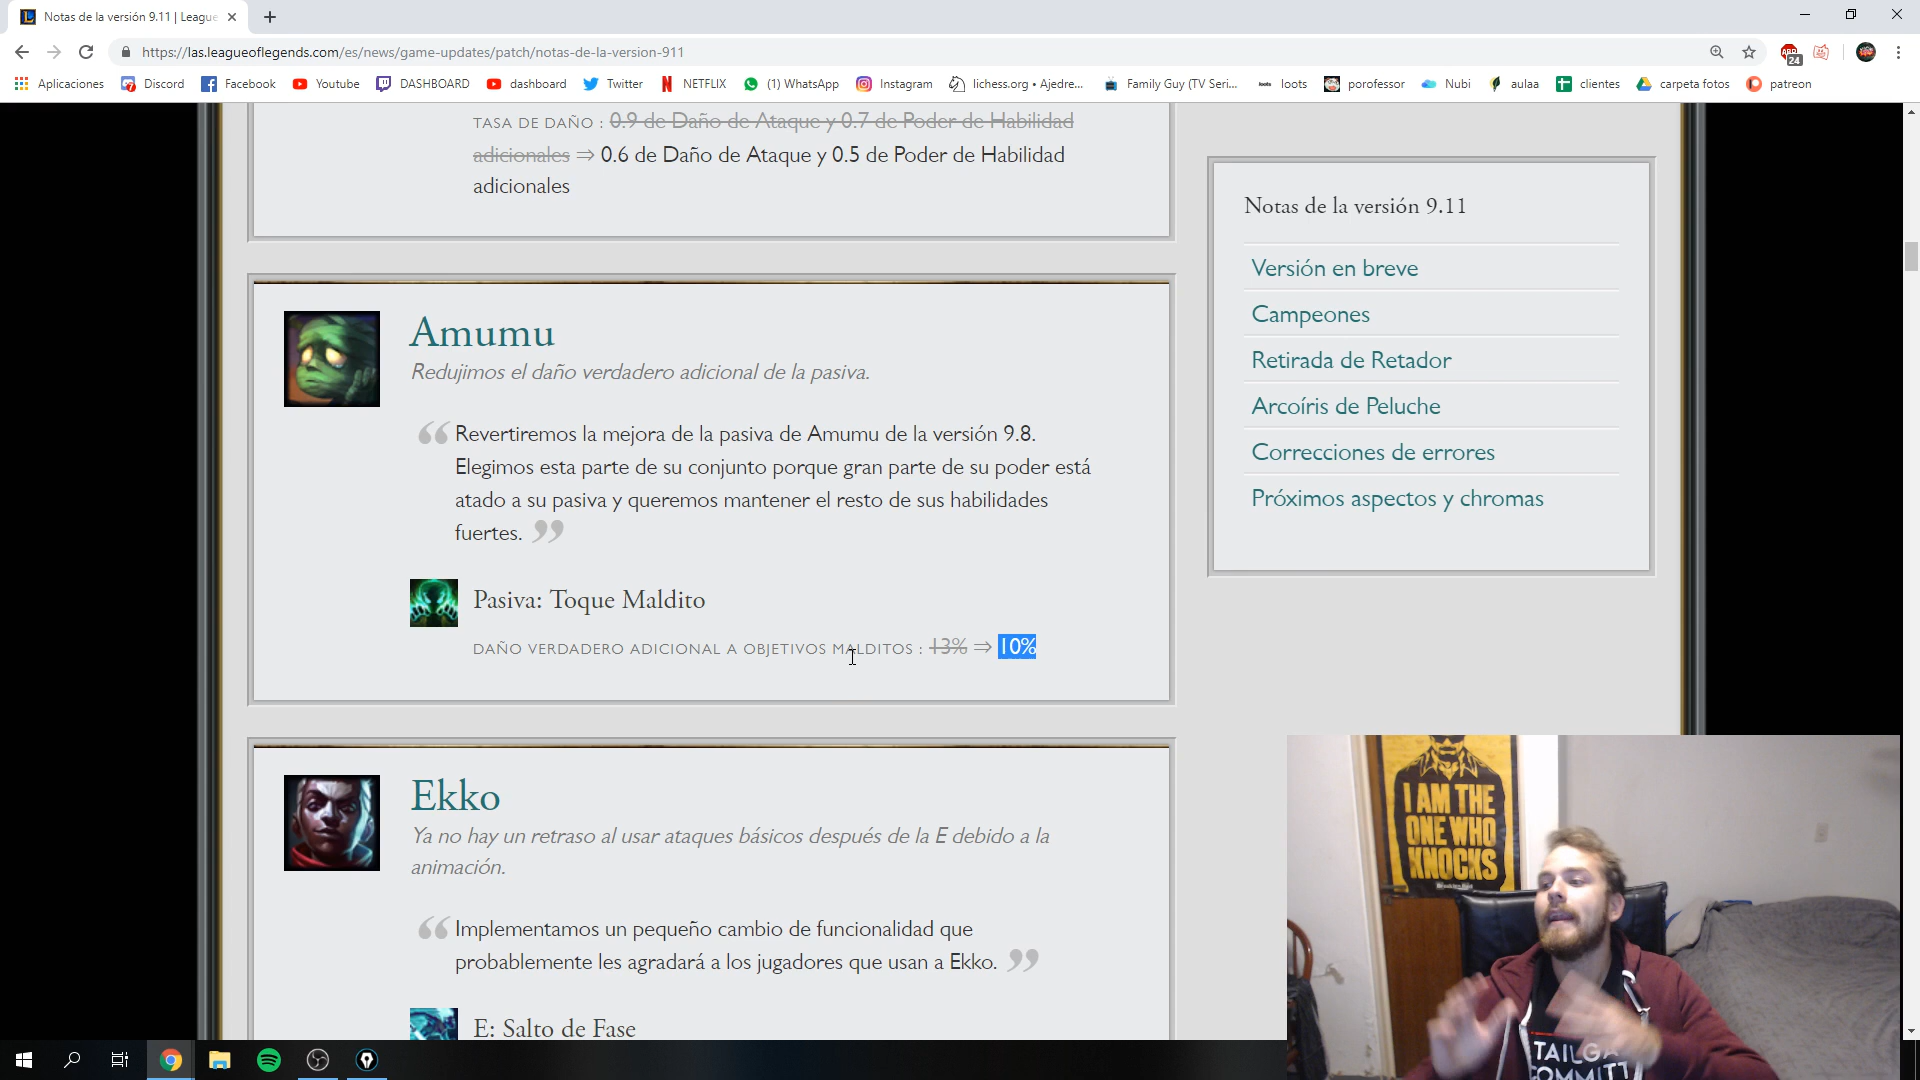 Notas de la versión 9.11 | League
https://las.leagueoflegends.com/es/news/game-updates/patch/notas-de-la-version-911
24
Aplicaciones Discord Facebook Youtube DASHBOARD dashboard Twitter NETFLIX (1) WhatsApp Instagram lichess.org • Ajedre... Family Guy (TV Seri... loots porofessor Nubi aulaa clientes carpeta fotos patreon
TASA DE DAÑO : 0.9 de Daño de Ataque y 0.7 de Poder de Habilidad
adicionales ⇒ 0.6 de Daño de Ataque y 0.5 de Poder de Habilidad
adicionales
Amumu
Redujimos el daño verdadero adicional de la pasiva.
“ Revertiremos la mejora de la pasiva de Amumu de la versión 9.8.
Elegimos esta parte de su conjunto porque gran parte de su poder está
atado a su pasiva y queremos mantener el resto de sus habilidades
fuertes. ”
Pasiva: Toque Maldito
DAÑO VERDADERO ADICIONAL A OBJETIVOS MALDITOS : 13% ⇒ 10%
Ekko
Ya no hay un retraso al usar ataques básicos después de la E debido a la
animación.
“ Implementamos un pequeño cambio de funcionalidad que
probablemente les agradará a los jugadores que usan a Ekko. ”
E: Salto de Fase
Notas de la versión 9.11
Versión en breve
Campeones
Retirada de Retador
Arcoíris de Peluche
Correcciones de errores
Próximos aspectos y chromas
I AM THE
ONE WHO
KNOCKS
TAILGA
COMMITT